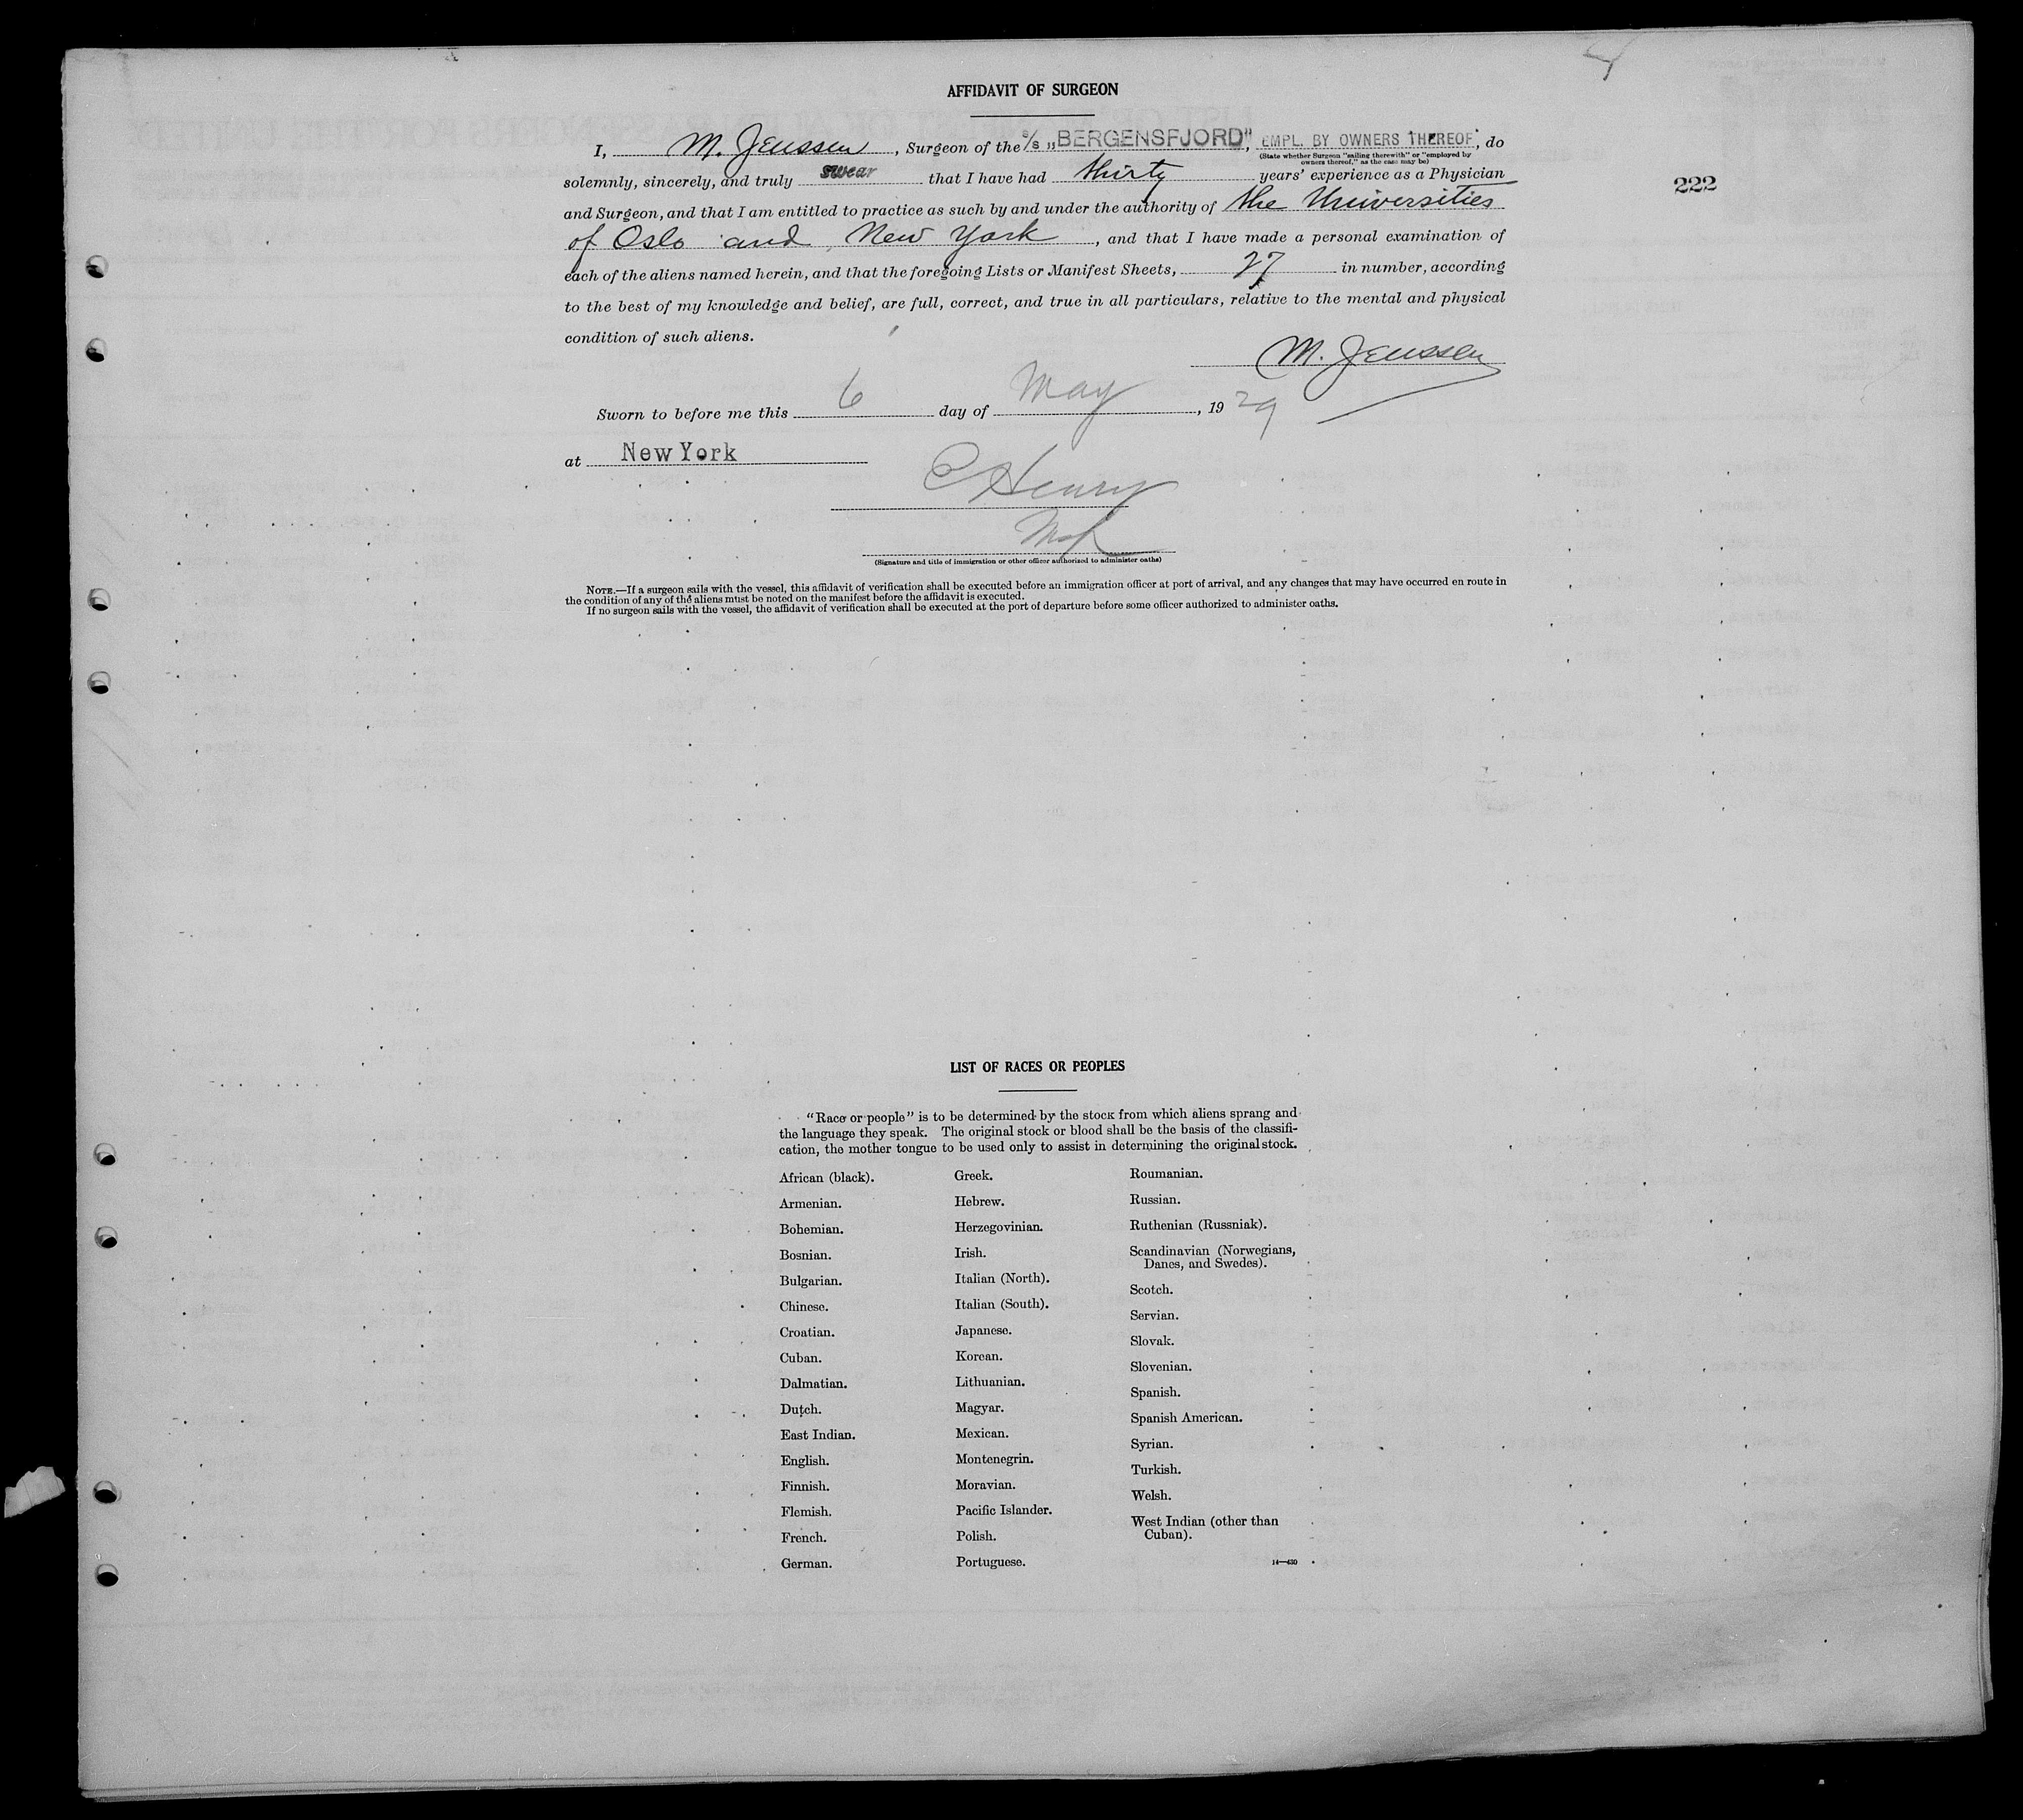 AFFIDAVIT OF SURGEON
I, M. Jenssen, Surgeon of the s/s „BERGENSFJORD", EMPL. BY OWNERS THEREOF, do
(State whether Surgeon "sailing therewith" or "employed by
owners thereof," as the case may be)
solemnly, sincerely, and truly swear that I have had thirty years' experience as a Physician
222
and Surgeon, and that I am entitled to practice as such by and under the authority of the Universities
of Oslo and New York, and that I have made a personal examination of
each of the aliens named herein, and that the foregoing Lists or Manifest Sheets, 27 in number, according
to the best of my knowledge and belief, are full, correct, and true in all particulars, relative to the mental and physical
condition of such aliens.
M. Jenssen
Sworn to before me this 6 day of May, 1929
at New York
C Henry
(Signature and title of immigration or other officer authorized to administer oaths)
NOTE.—If a surgeon sails with the vessel, this affidavit of verification shall be executed before an immigration officer at port of arrival, and any changes that may have occurred en route in
the condition of any of the aliens must be noted on the manifest before the affidavit is executed.
If no surgeon sails with the vessel, the affidavit of verification shall be executed at the port of departure before some officer authorized to administer oaths.
LIST OF RACES OR PEOPLES
"Race or people" is to be determined by the stock from which aliens sprang and
the language they speak. The original stock or blood shall be the basis of the classifi-
cation, the mother tongue to be used only to assist in determining the original stock.
African (black).
Armenian.
Bohemian.
Bosnian.
Bulgarian.
Chinese.
Croatian.
Cuban.
Dalmatian.
Dutch.
East Indian.
English.
Finnish.
Flemish.
French.
German.
Greek.
Hebrew.
Herzegovinian.
Irish.
Italian (North).
Italian (South).
Japanese.
Korean.
Lithuanian.
Magyar.
Mexican.
Montenegrin.
Moravian.
Pacific Islander.
Polish.
Portuguese.
Roumanian.
Russian.
Ruthenian (Russniak).
Scandinavian (Norwegians,
Danes, and Swedes).
Scotch.
Servian.
Slovak.
Slovenian.
Spanish.
Spanish American.
Syrian.
Turkish.
Welsh.
West Indian (other than
Cuban).
14—430